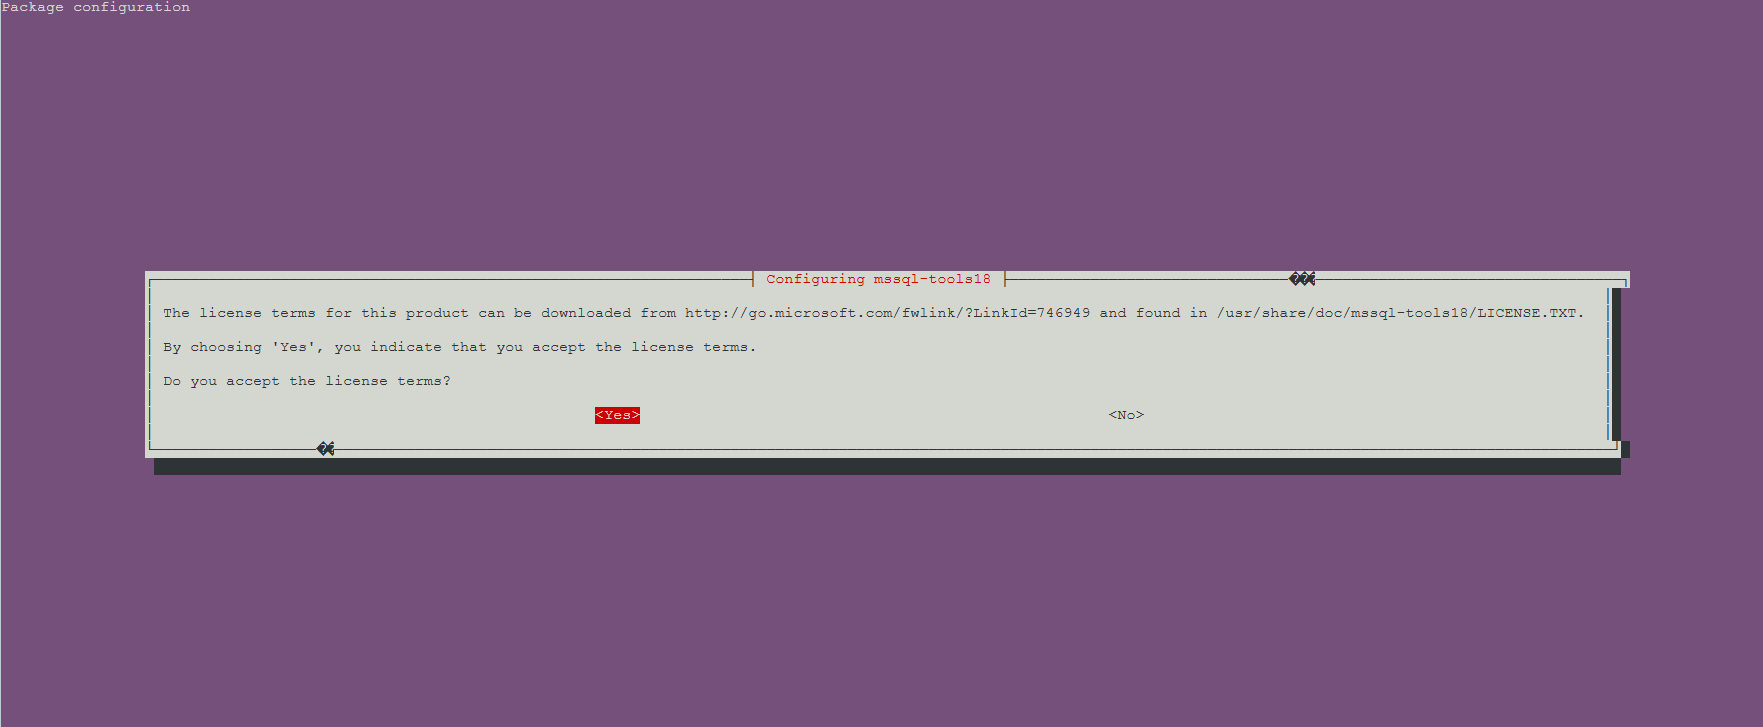 Package configuration
Configuring mssql-tools18
The license terms for this product can be downloaded from http://go.microsoft.com/fwlink/?LinkId=746949 and found in /usr/share/doc/mssql-tools18/LICENSE.TXT.
By choosing 'Yes', you indicate that you accept the license terms.
Do you accept the license terms?
<Yes> <No>